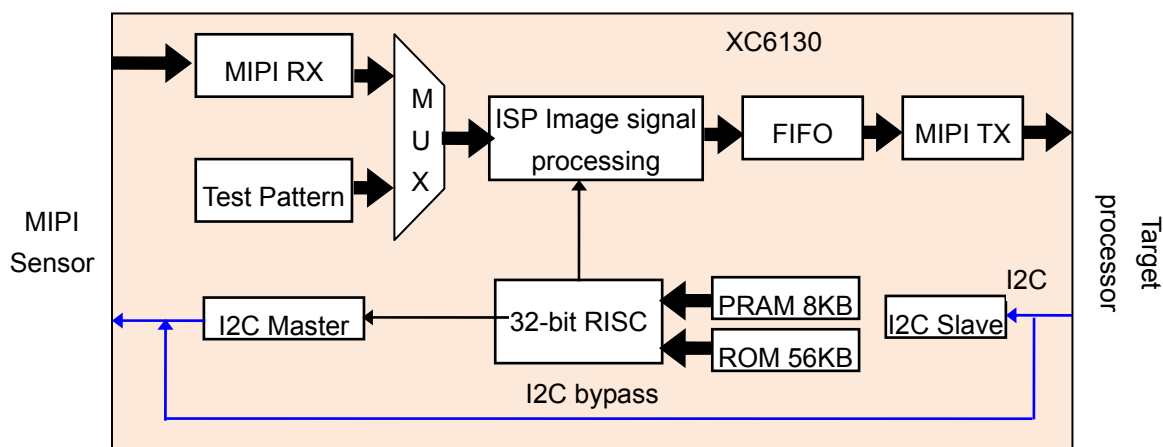 XC6130
MIPI RX
M
U
X
ISP Image signal
processing
FIFO
MIPI TX
Test Pattern
MIPI
Sensor
Target
processor
I2C
I2C Master
32-bit RISC
PRAM 8KB
ROM 56KB
I2C Slave
I2C bypass